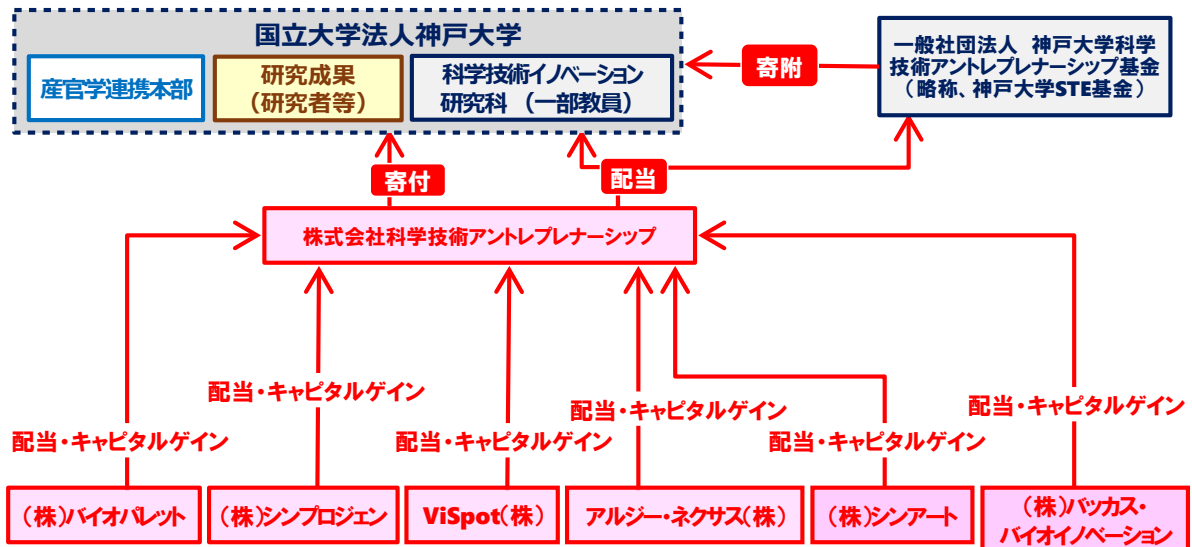 国立大学法人神戸大学
産官学連携本部
研究成果
（研究者等）
科学技術イノベーション
研究科 （一部教員）
寄附
一般社団法人 神戸大学科学
技術アントレプレナーシップ基金
（略称、神戸大学STE基金）
寄付
配当
株式会社科学技術アントレプレナーシップ
配当・キャピタルゲイン
配当・キャピタルゲイン
配当・キャピタルゲイン
配当・キャピタルゲイン
配当・キャピタルゲイン
配当・キャピタルゲイン
（株）バイオパレット
（株）シンプロジェン
ViSpot（株）
アルジー・ネクサス（株）
（株）シンアート
（株）バッカス・
バイオイノベーション